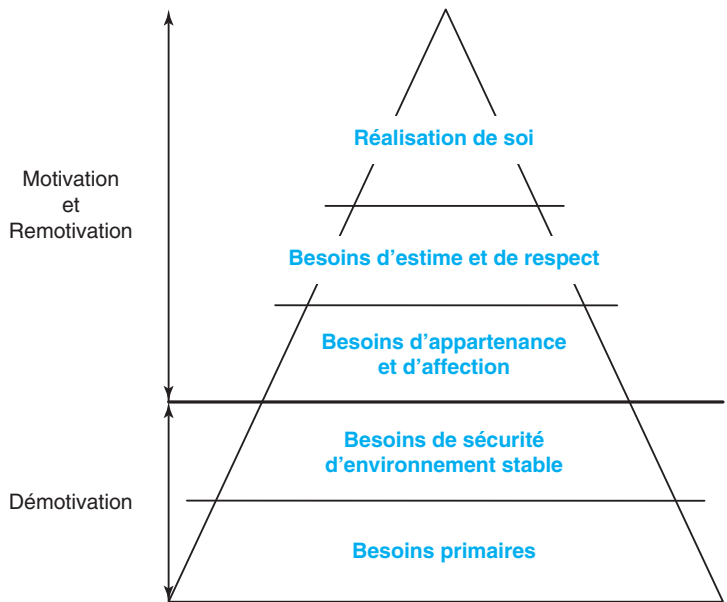 Réalisation de soi
Motivation
et
Remotivation
Besoins d'estime et de respect
Besoins d'appartenance
et d'affection
Besoins de sécurité
d'environnement stable
Démotivation
Besoins primaires